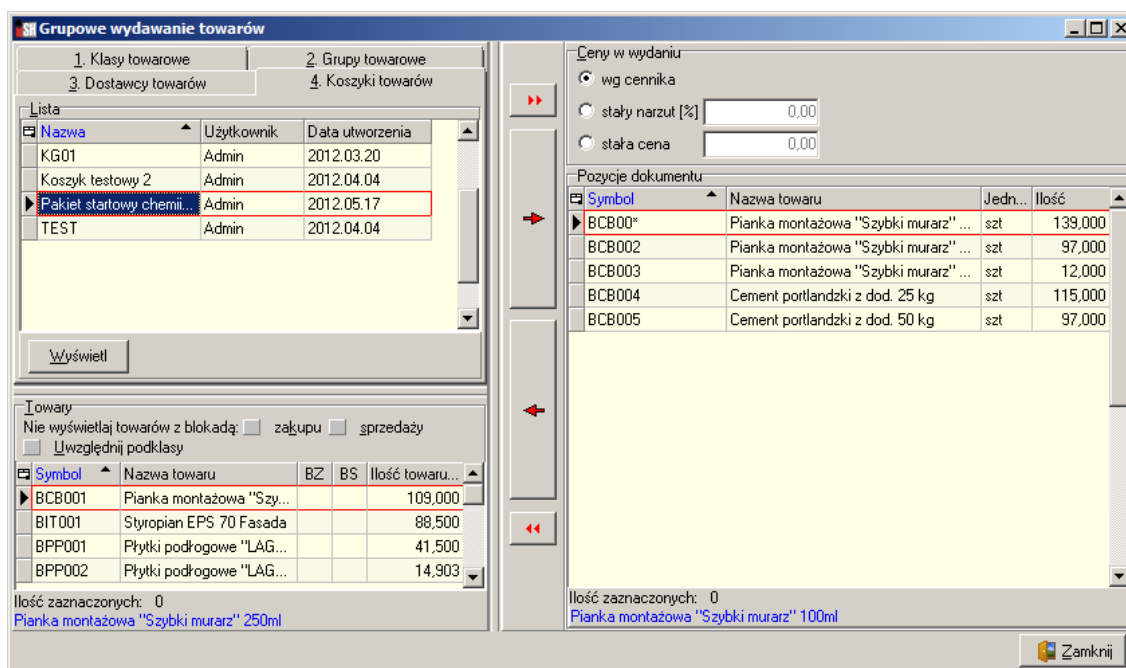 SH Grupowe wydawanie towarów
1. Klasy towarowe 2. Grupy towarowe
3. Dostawcy towarów 4. Koszyki towarów
Lista
Nazwa Użytkownik Data utworzenia
KG01 Admin 2012.03.20
Koszyk testowy 2 Admin 2012.04.04
Pakiet startowy chemii... Admin 2012.05.17
TEST Admin 2012.04.04
Wyświetl
Towary
Nie wyświetlaj towarów z blokadą: zakupu sprzedaży
Uwzględnij podklasy
Symbol Nazwa towaru BZ BS Ilość towaru...
BCB001 Pianka montażowa "Szy... 109,000
BIT001 Styropian EPS 70 Fasada 88,500
BPP001 Płytki podłogowe "LAG... 41,500
BPP002 Płytki podłogowe "LAG... 14,903
Ilość zaznaczonych: 0
Pianka montażowa "Szybki murarz" 250ml
Ceny w wydaniu
wg cennika
stały narzut [%] 0,00
stała cena 0,00
Pozycje dokumentu
Symbol Nazwa towaru Jedn... Ilość
BCB00* Pianka montażowa "Szybki murarz" ... szt 139,000
BCB002 Pianka montażowa "Szybki murarz" ... szt 97,000
BCB003 Pianka montażowa "Szybki murarz" ... szt 12,000
BCB004 Cement portlandzki z dod. 25 kg szt 115,000
BCB005 Cement portlandzki z dod. 50 kg szt 97,000
Ilość zaznaczonych: 0
Pianka montażowa "Szybki murarz" 100ml
Zamknij